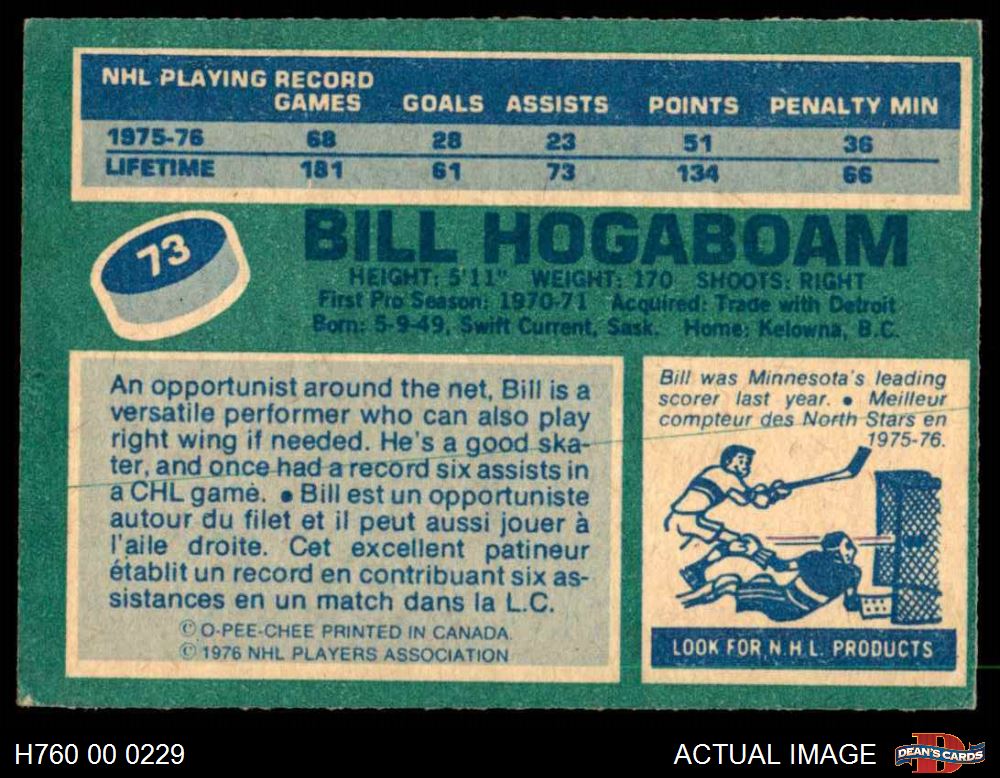 NHL PLAYING RECORD
GAMES GOALS ASSISTS POINTS PENALTY MIN
1975-76 68 28 23 51 36
LIFETIME 181 61 73 134 66
73
BILL HOGABOAM
HEIGHT: 5'11" WEIGHT: 170 SHOOTS: RIGHT
First Pro Season: 1970-71 Acquired: Trade with Detroit
Born: 5-9-49, Swift Current, Sask. Home: Kelowna, B.C.
An opportunist around the net, Bill is a
versatile performer who can also play
right wing if needed. He's a good ska-
ter, and once had a record six assists in
a CHL game. • Bill est un opportuniste
autour du filet et il peut aussi jouer à
l'aile droite. Cet excellent patineur
établit un record en contribuant six as-
sistances en un match dans la L.C.
© O-PEE-CHEE PRINTED IN CANADA.
© 1976 NHL PLAYERS ASSOCIATION
Bill was Minnesota's leading
scorer last year. • Meilleur
compteur des North Stars en
1975-76.
LOOK FOR N.H.L. PRODUCTS
H760 00 0229
ACTUAL IMAGE
D
DEAN'S CARDS